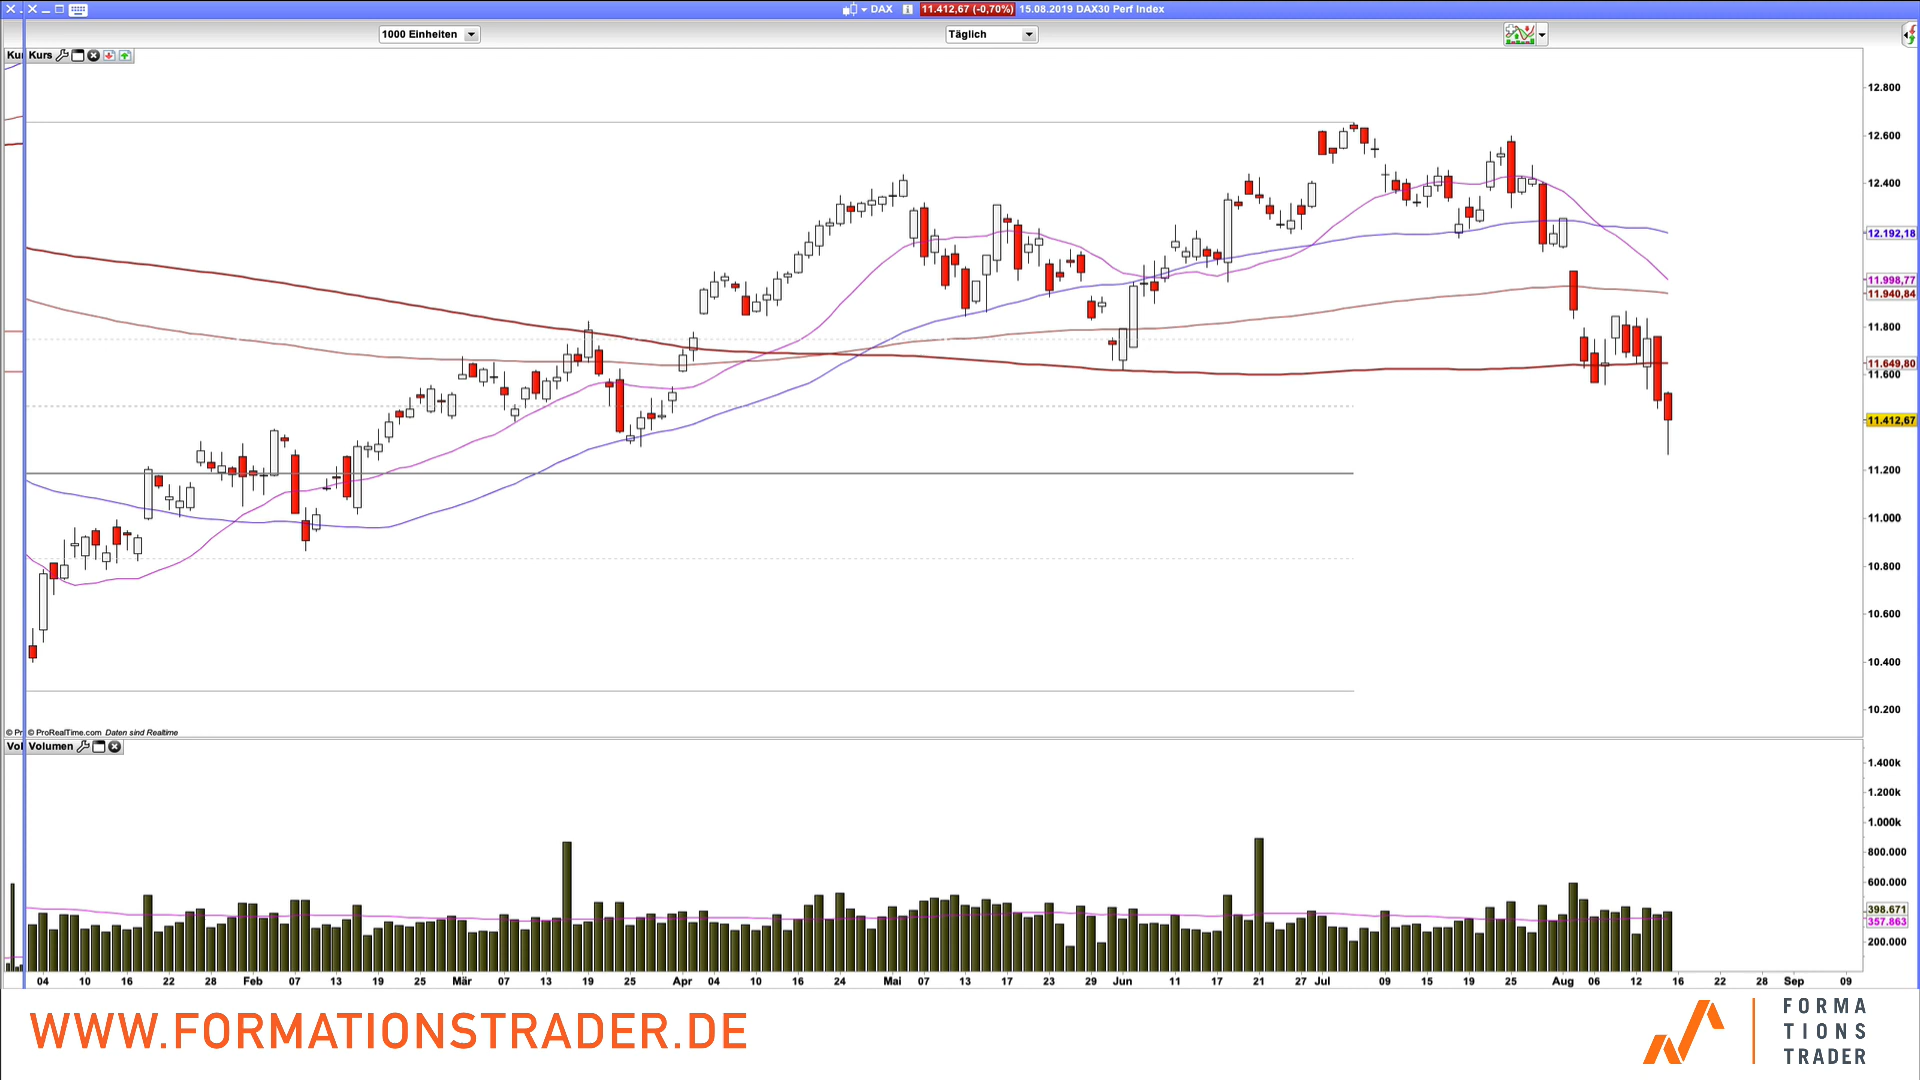 DAX 11.412,67 (-0,70%) 15.08.2019 DAX30 Perf Index
1000 Einheiten
Täglich
Kur Kurs
12.800
12.600
12.400
12.192,18
11.998,77
11.940,84
11.800
11.649,80
11.600
11.412,67
11.200
11.000
10.800
10.600
10.400
10.200
© Pr © ProRealTime.com Daten sind Realtime
Vol Volumen
1.400k
1.200k
1.000k
800.000
600.000
398.671
357.863
200.000
04 10 16 22 28 Feb 07 13 19 25 Mär 07 13 19 25 Apr 04 10 16 24 Mai 07 13 17 23 29 Jun 11 17 21 27 Jul 09 15 19 25 Aug 06 12 16 22 28 Sep 09
WWW.FORMATIONSTRADER.DE
FORMA
TIONS
TRADER